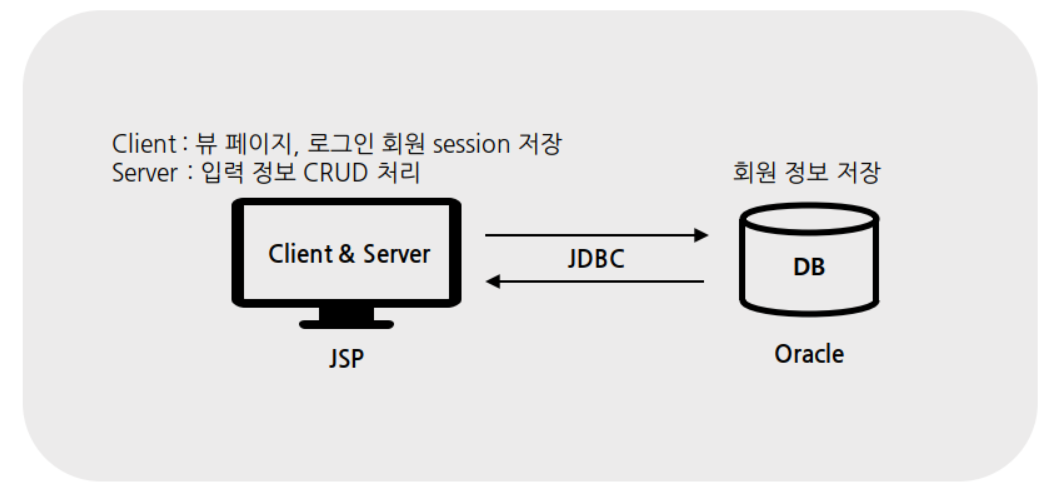 Client : 뷰 페이지, 로그인 회원 session 저장
Server : 입력 정보 CRUD 처리
회원 정보 저장
Client & Server
JDBC
DB
JSP
Oracle